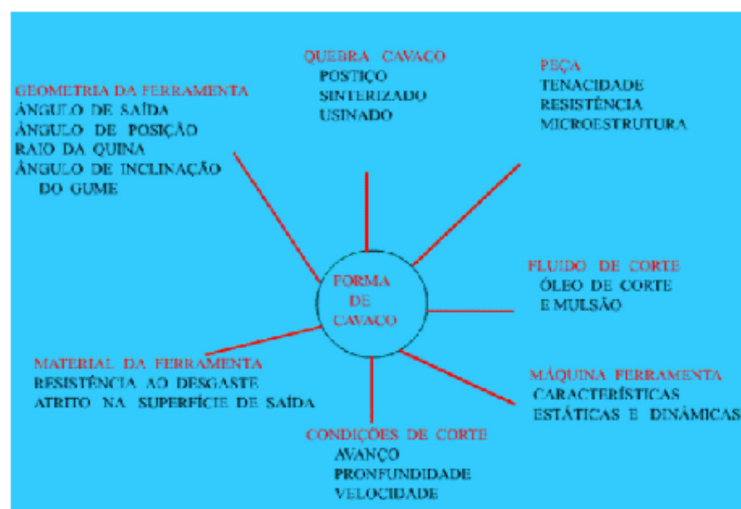 GEOMETRIA DA FERRAMENTA
ÂNGULO DE SAÍDA
ÂNGULO DE POSIÇÃO
RAIO DA QUINA
ÂNGULO DE INCLINAÇÃO
DO GUME
QUEBRA CAVACO
POSTIÇO
SINTERIZADO
USINADO
PEÇA
TENACIDADE
RESISTÊNCIA
MICROESTRUTURA
FORMA
DE
CAVACO
FLUIDO DE CORTE
ÓLEO DE CORTE
EMULSÃO
MATERIAL DA FERRAMENTA
RESISTÊNCIA AO DESGASTE
ATRITO NA SUPERFÍCIE DE SAÍDA
CONDIÇÕES DE CORTE
AVANÇO
PRONFUNDIDADE
VELOCIDADE
MÁQUINA FERRAMENTA
CARACTERÍSTICAS
ESTÁTICAS E DINÂMICAS